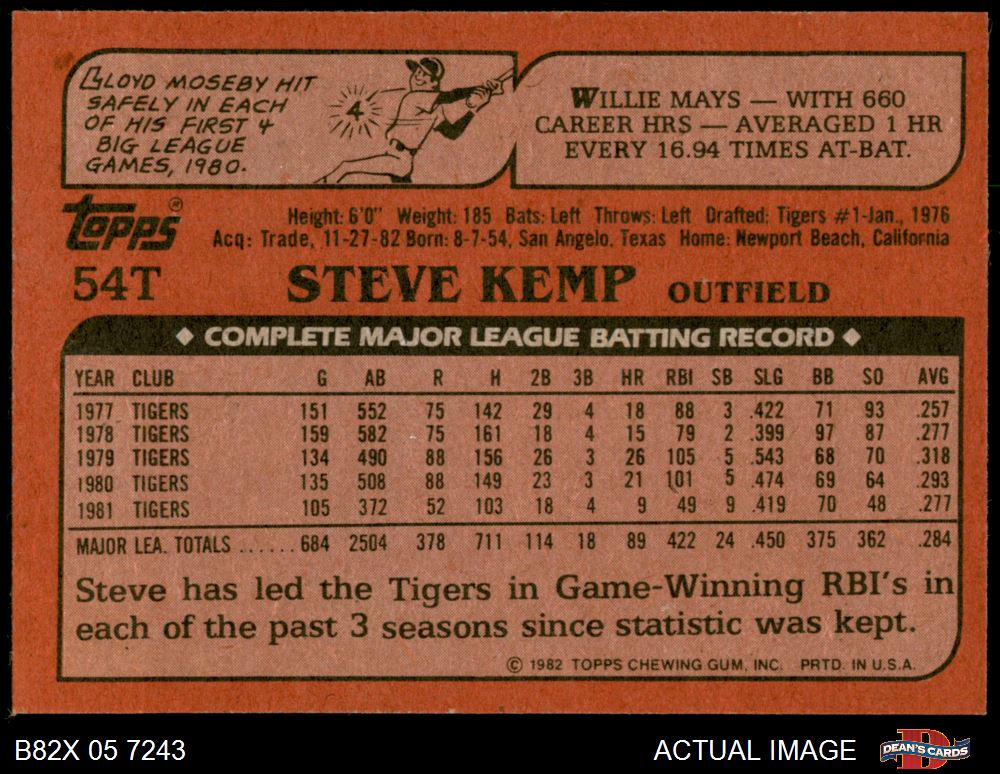 LLOYD MOSEBY HIT
SAFELY IN EACH
OF HIS FIRST 4
BIG LEAGUE
GAMES, 1980.
4
WILLIE MAYS — WITH 660
CAREER HRS — AVERAGED 1 HR
EVERY 16.94 TIMES AT-BAT.
topps®
Height: 6'0" Weight: 185 Bats: Left Throws: Left Drafted: Tigers #1-Jan., 1976
Acq: Trade, 11-27-82 Born: 8-7-54, San Angelo, Texas Home: Newport Beach, California
54T STEVE KEMP OUTFIELD
◆ COMPLETE MAJOR LEAGUE BATTING RECORD ◆
YEAR CLUB G AB R H 2B 3B HR RBI SB SLG BB SO AVG
1977 TIGERS 151 552 75 142 29 4 18 88 3 .422 71 93 .257
1978 TIGERS 159 582 75 161 18 4 15 79 2 .399 97 87 .277
1979 TIGERS 134 490 88 156 26 3 26 105 5 .543 68 70 .318
1980 TIGERS 135 508 88 149 23 3 21 101 5 .474 69 64 .293
1981 TIGERS 105 372 52 103 18 4 9 49 9 .419 70 48 .277
MAJOR LEA. TOTALS ...... 684 2504 378 711 114 18 89 422 24 .450 375 362 .284
Steve has led the Tigers in Game-Winning RBI's in
each of the past 3 seasons since statistic was kept.
© 1982 TOPPS CHEWING GUM, INC. PRTD. IN U.S.A.
B82X 05 7243 ACTUAL IMAGE
DEAN'S CARDS